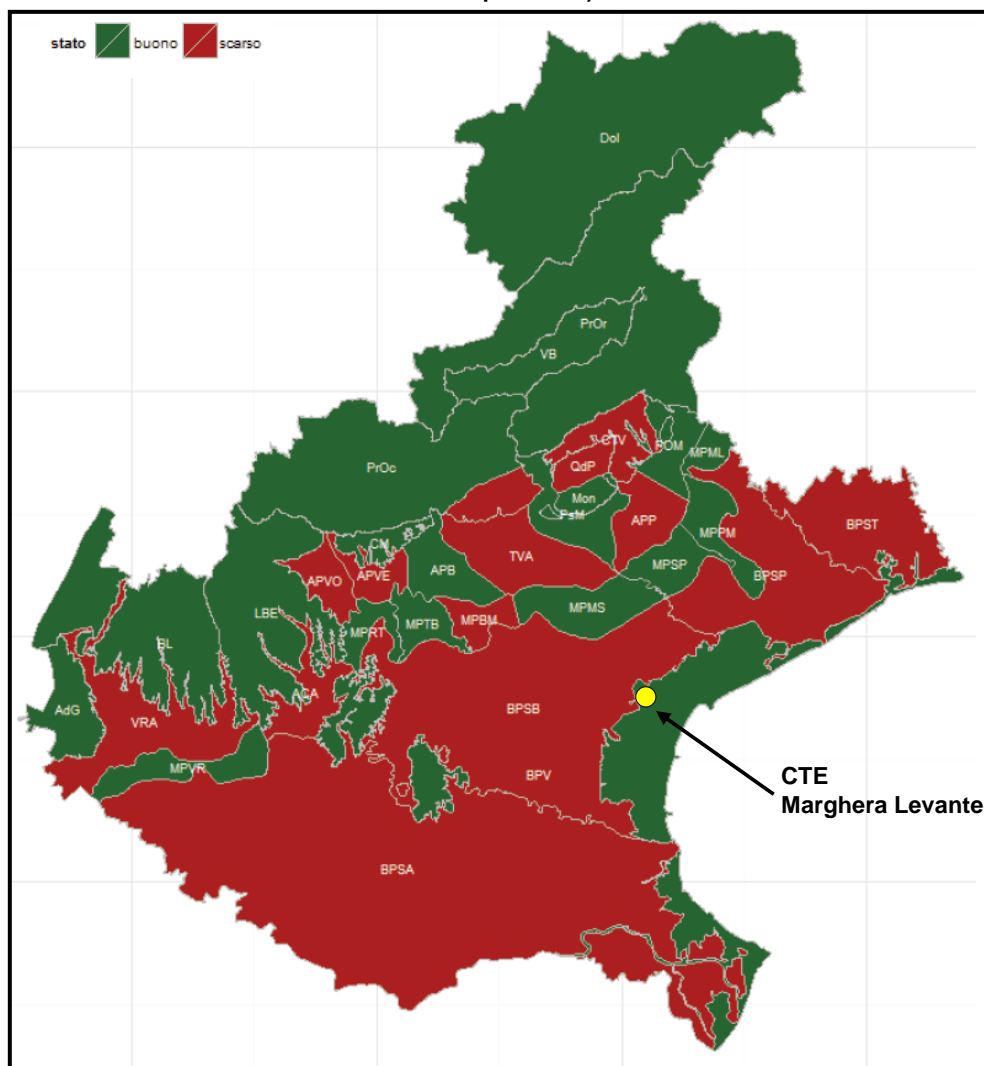 stato buono scarso
Dol
PrOr
VB
CTV
POM
PrOc
QdP
MPML
Mon
PsM
APP
BPST
CN
MPPM
TVA
APVO
APVE
APB
MPSP
BPSP
LBE
MPMS
MPTB
MPBM
MPRT
BL
ACA
AdG
VRA
BPSB
MPVR
BPV
CTE
Marghera Levante
BPSA